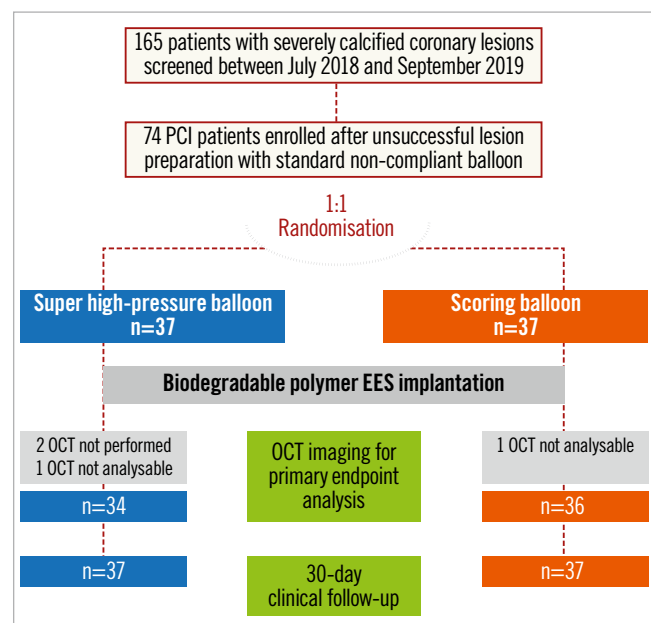 165 patients with severely calcified coronary lesions
screened between July 2018 and September 2019
74 PCI patients enrolled after unsuccessful lesion
preparation with standard non-compliant balloon
1:1
Randomisation
Super high-pressure balloon
n=37
Scoring balloon
n=37
Biodegradable polymer EES implantation
2 OCT not performed
1 OCT not analysable
OCT imaging for
primary endpoint
analysis
1 OCT not analysable
n=34
n=36
n=37
30-day
clinical follow-up
n=37